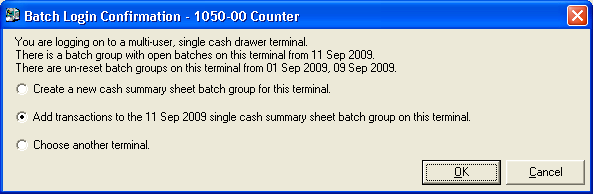 Batch Login Confirmation - 1050-00 Counter
You are logging on to a multi-user, single cash drawer terminal.
There is a batch group with open batches on this terminal from 11 Sep 2009.
There are un-reset batch groups on this terminal from 01 Sep 2009, 09 Sep 2009.
Create a new cash summary sheet batch group for this terminal.
Add transactions to the 11 Sep 2009 single cash summary sheet batch group on this terminal.
Choose another terminal.
OK Cancel